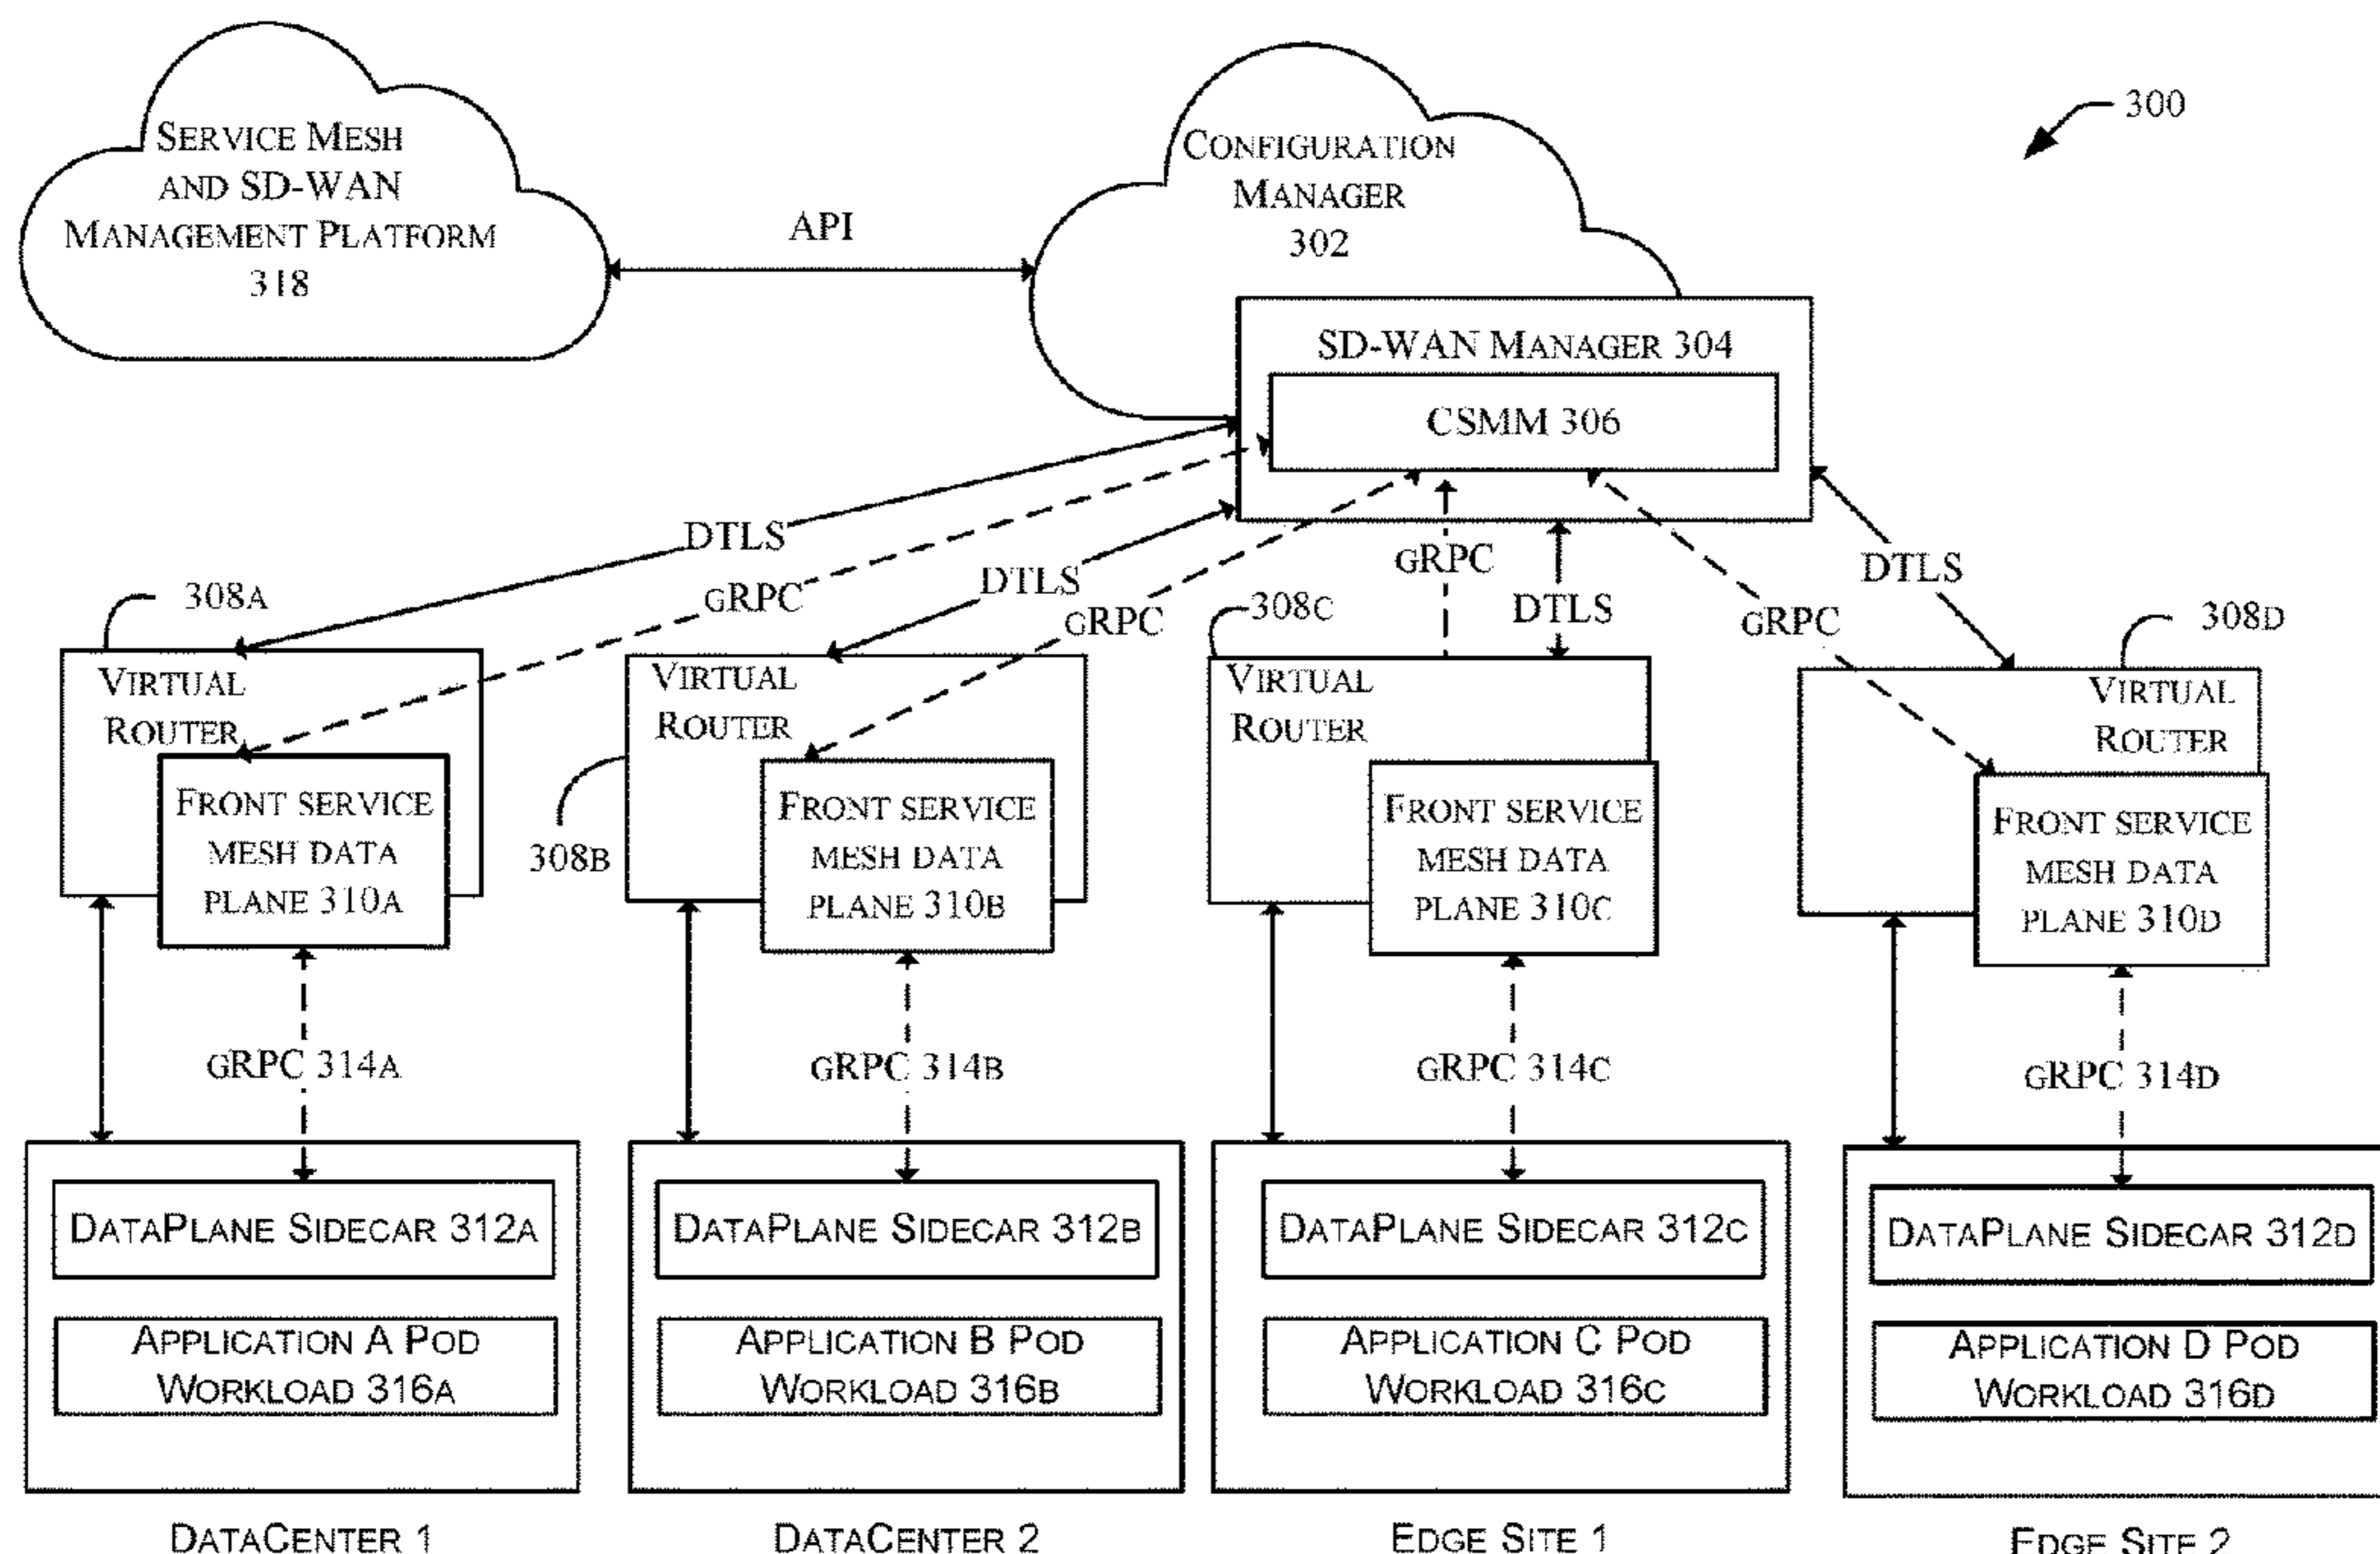 SERVICE MESH
AND SD-WAN
MANAGEMENT PLATFORM
318
API
CONFIGURATION
MANAGER
302
300
SD-WAN MANAGER 304
CSMM 306
DTLS
GRPC
DTLS
GRPC
GRPC
DTLS
DTLS
GRPC
308A
VIRTUAL
ROUTER
FRONT SERVICE
MESH DATA
PLANE 310A
308B
VIRTUAL
ROUTER
FRONT SERVICE
MESH DATA
PLANE 310B
308C
VIRTUAL
ROUTER
FRONT SERVICE
MESH DATA
PLANE 310C
308D
VIRTUAL
ROUTER
FRONT SERVICE
MESH DATA
PLANE 310D
GRPC 314A
GRPC 314B
GRPC 314C
GRPC 314D
DATAPLANE SIDECAR 312A
APPLICATION A POD
WORKLOAD 316A
DATACENTER 1
DATAPLANE SIDECAR 312B
APPLICATION B POD
WORKLOAD 316B
DATACENTER 2
DATAPLANE SIDECAR 312C
APPLICATION C POD
WORKLOAD 316C
EDGE SITE 1
DATAPLANE SIDECAR 312D
APPLICATION D POD
WORKLOAD 316D
EDGE SITE 2